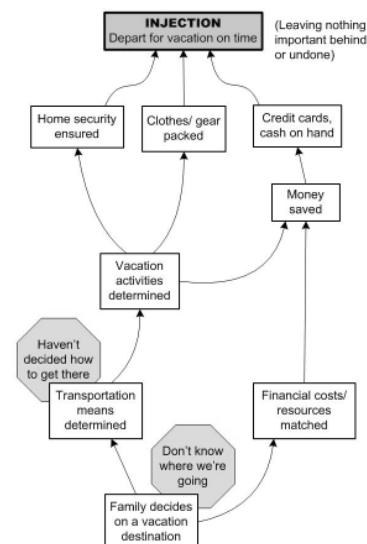 INJECTION
Depart for vacation on time
(Leaving nothing
important behind
or undone)
Home security
ensured
Clothes/ gear
packed
Credit cards,
cash on hand
Money
saved
Vacation
activities
determined
Haven't
decided how
to get there
Transportation
means
determined
Financial costs/
resources
matched
Don't know
where we're
going
Family decides
on a vacation
destination